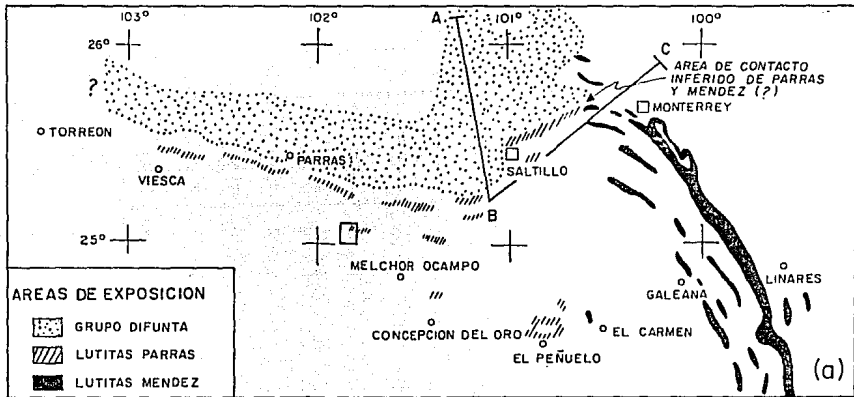 103°
102°
101°
100°
26°
25°
A
B
C
?
AREA DE CONTACTO
INFERIDO DE PARRAS
Y MENDEZ (?)
MONTERREY
TORREON
PARRAS
VIESCA
SALTILLO
MELCHOR OCAMPO
LINARES
GALEANA
CONCEPCION DEL ORO
EL CARMEN
EL PEÑUELO
AREAS DE EXPOSICION
GRUPO DIFUNTA
LUTITAS PARRAS
LUTITAS MENDEZ
(a)